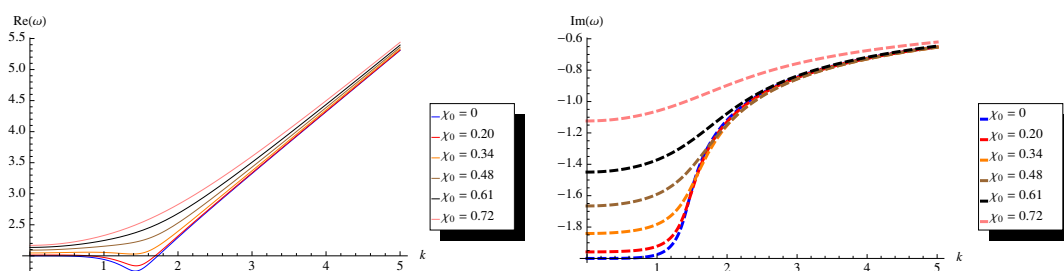 Re(ω)
5.5
5.0
4.5
4.0
3.5
3.0
2.5
1 2 3 4 5 k
χ0 = 0
χ0 = 0.20
χ0 = 0.34
χ0 = 0.48
χ0 = 0.61
χ0 = 0.72
Im(ω)
-0.6
-0.8
-1.0
-1.2
-1.4
-1.6
-1.8
1 2 3 4 5 k
χ0 = 0
χ0 = 0.20
χ0 = 0.34
χ0 = 0.48
χ0 = 0.61
χ0 = 0.72